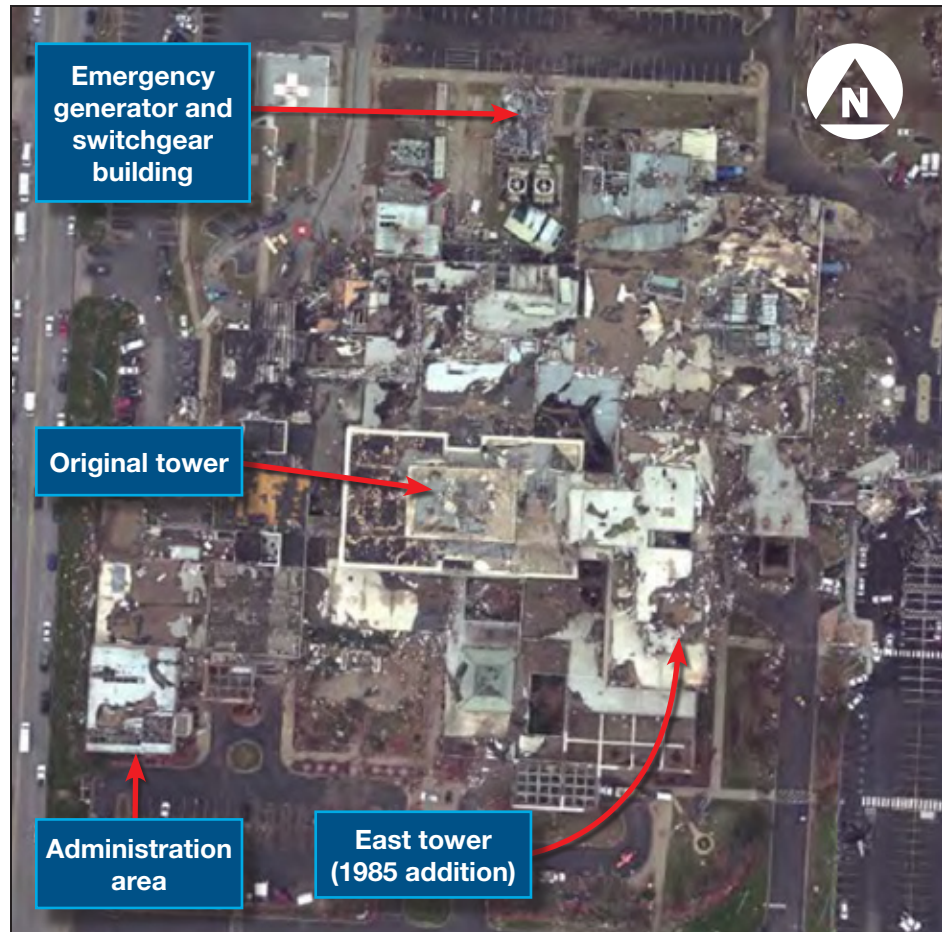 Emergency
generator and
switchgear
building
N
Original tower
Administration
area
East tower
(1985 addition)